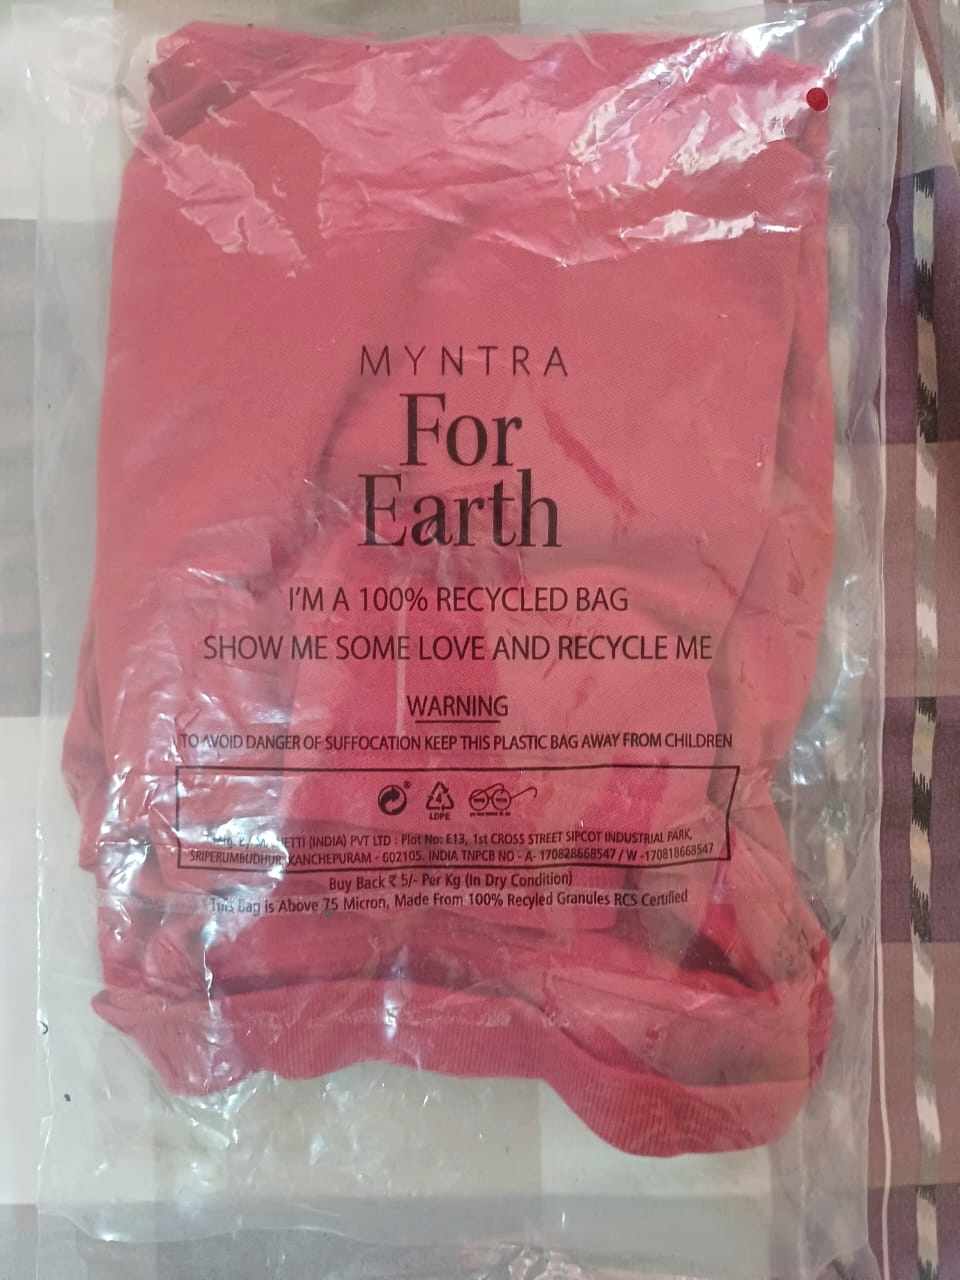 MYNTRA
For
Earth
I'M A 100% RECYCLED BAG
SHOW ME SOME LOVE AND RECYCLE ME
WARNING
TO AVOID DANGER OF SUFFOCATION KEEP THIS PLASTIC BAG AWAY FROM CHILDREN
4
LDPE
(INDIA) PVT LTD : Plot No: E13, 1st CROSS STREET SIPCOT INDUSTRIAL PARK,
SRIPERUMBUDHUR, KANCHEPURAM - 602105. INDIA TNPCB NO - A- 170828668547 / W -170818668547
Buy Back ₹ 5/- Per Kg (In Dry Condition)
This Bag is Above 75 Micron, Made From 100% Recyled Granules RCS Certified